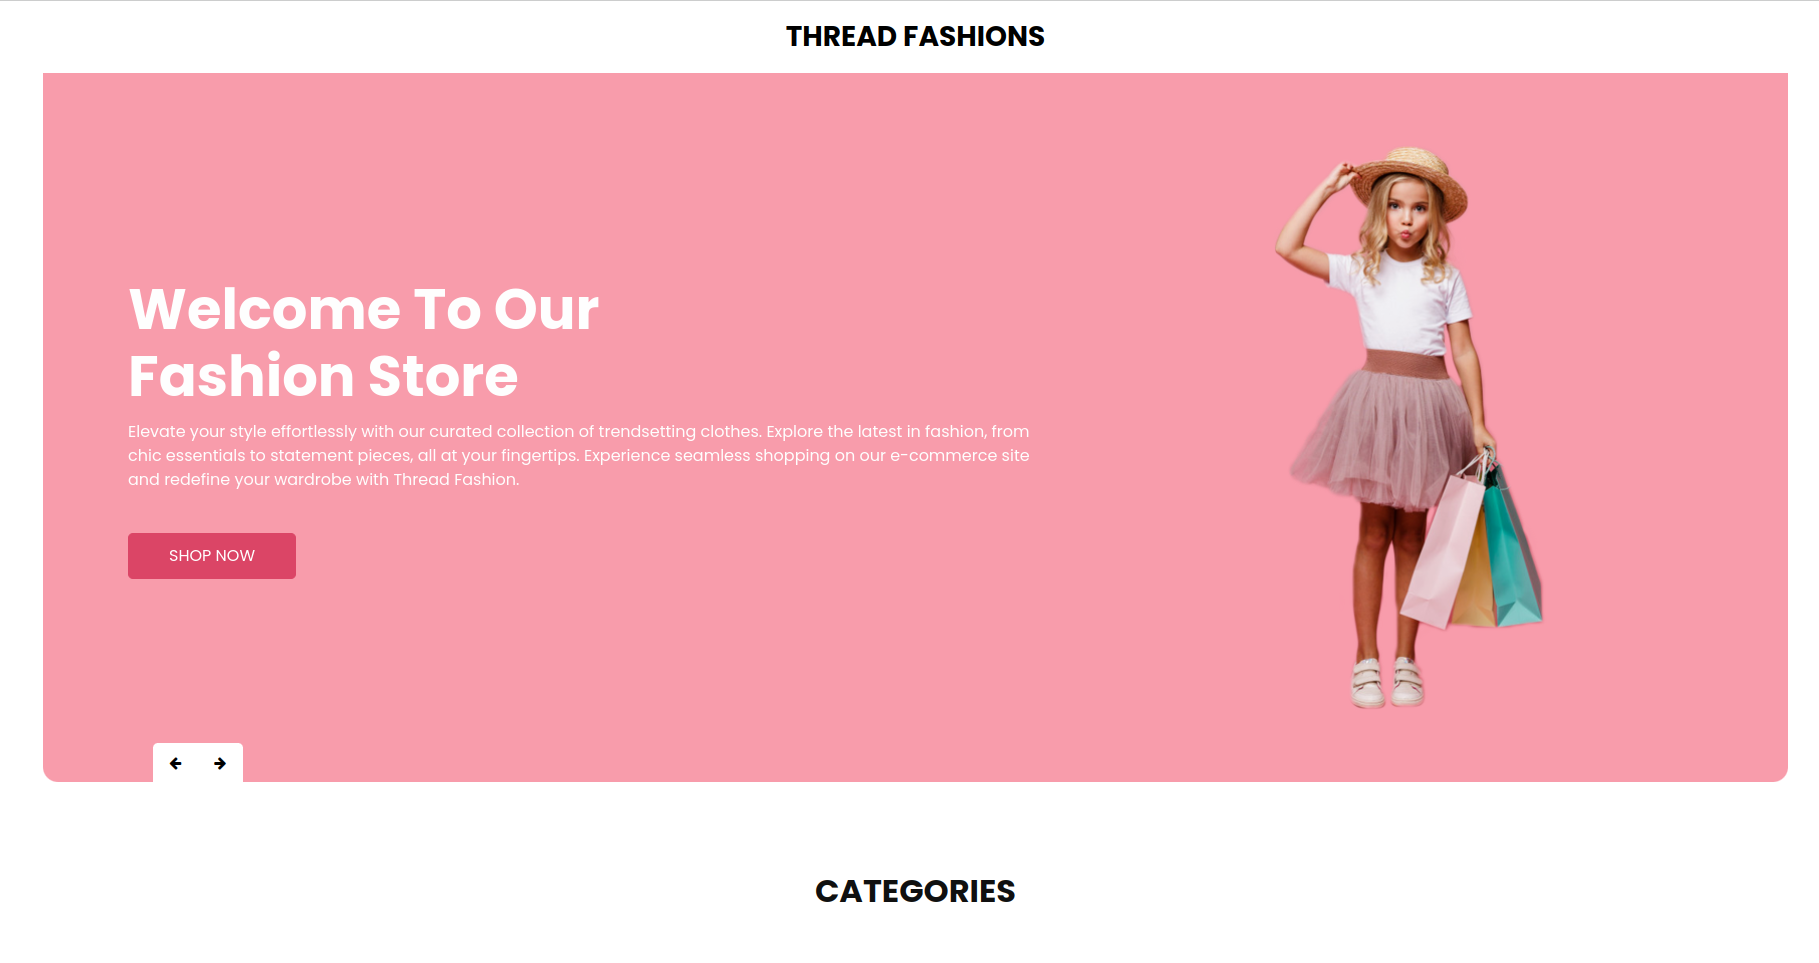 THREAD FASHIONS
Welcome To Our
Fashion Store
Elevate your style effortlessly with our curated collection of trendsetting clothes. Explore the latest in fashion, from
chic essentials to statement pieces, all at your fingertips. Experience seamless shopping on our e-commerce site
and redefine your wardrobe with Thread Fashion.
SHOP NOW
CATEGORIES